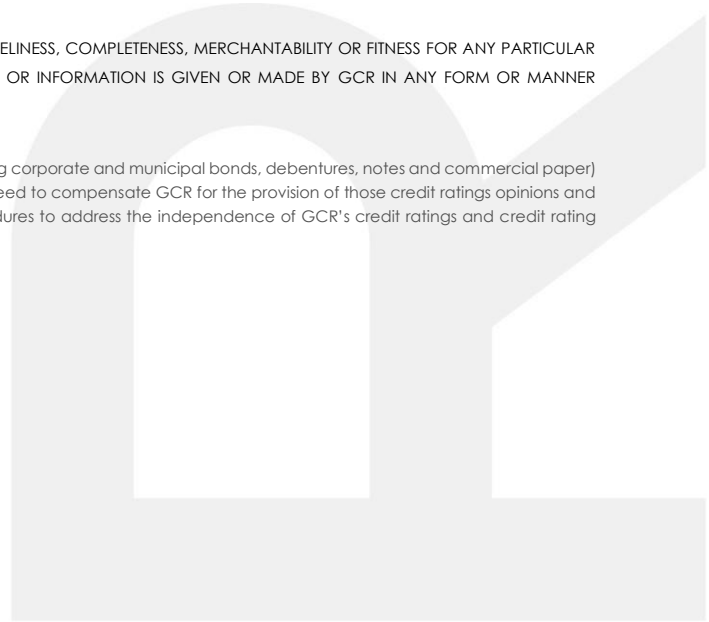 ELINESS, COMPLETENESS, MERCHANTABILITY OR FITNESS FOR ANY PARTICULAR
OR INFORMATION IS GIVEN OR MADE BY GCR IN ANY FORM OR MANNER
g corporate and municipal bonds, debentures, notes and commercial paper)
eed to compensate GCR for the provision of those credit ratings opinions and
dures to address the independence of GCR's credit ratings and credit rating